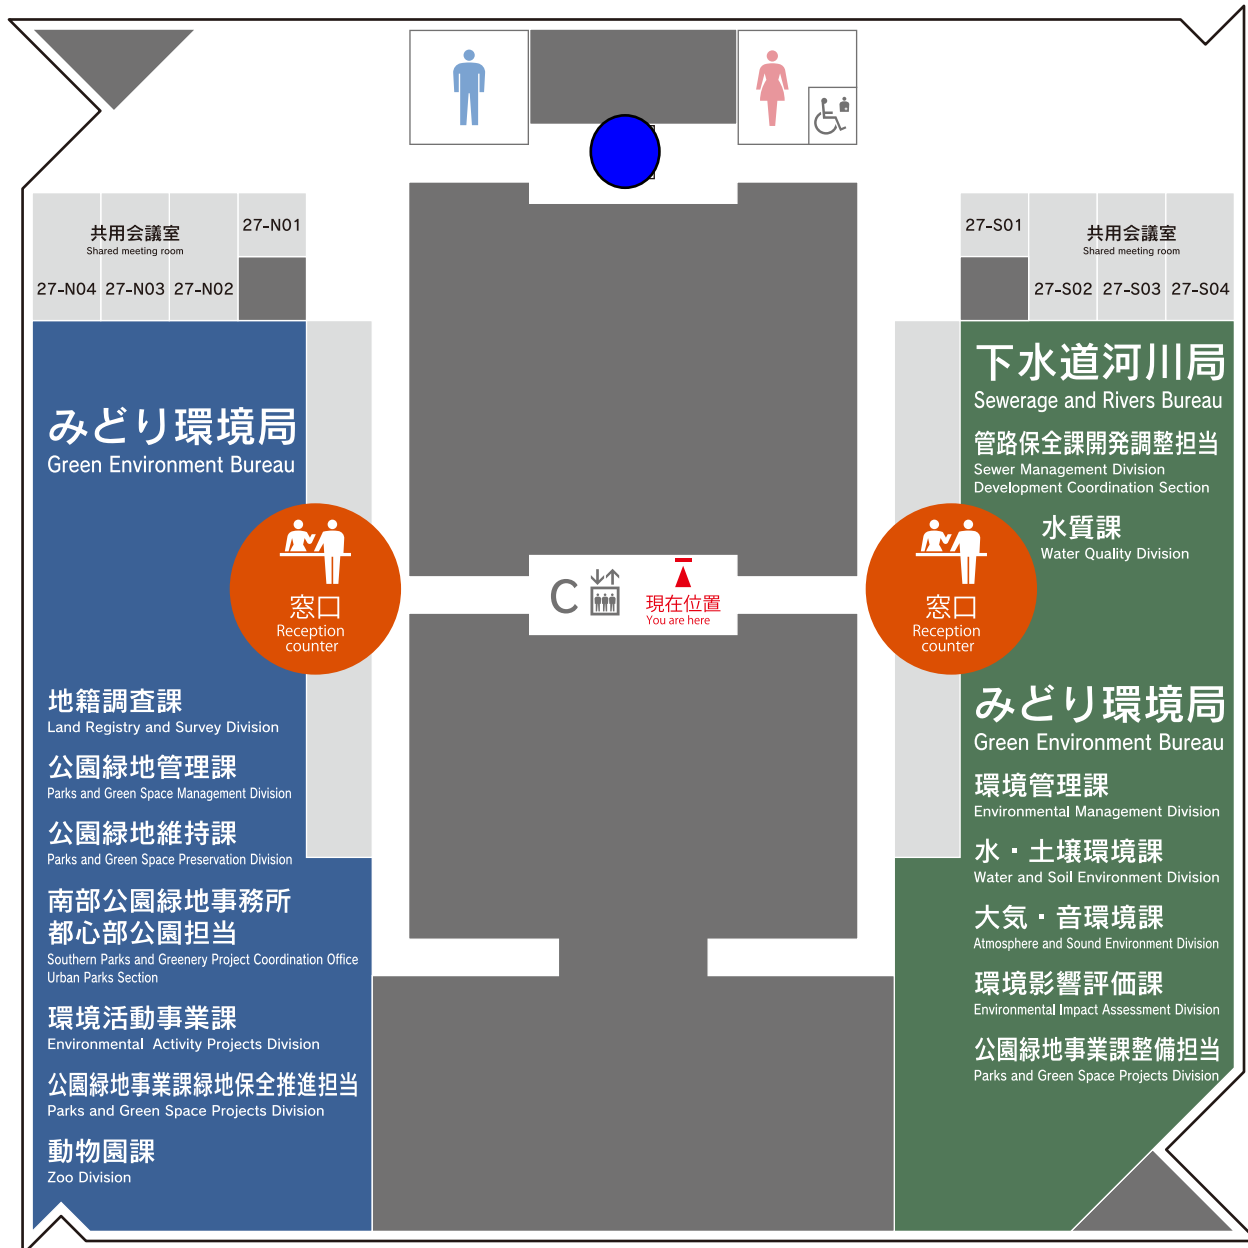 共用会議室
Shared meeting room
27-N01
27-N04 27-N03 27-N02
27-S01
共用会議室
Shared meeting room
27-S02 27-S03 27-S04
みどり環境局
Green Environment Bureau
窓口
Reception
counter
地籍調査課
Land Registry and Survey Division
公園緑地管理課
Parks and Green Space Management Division
公園緑地維持課
Parks and Green Space Preservation Division
南部公園緑地事務所
都心部公園担当
Southern Parks and Greenery Project Coordination Office
Urban Parks Section
環境活動事業課
Environmental Activity Projects Division
公園緑地事業課緑地保全推進担当
Parks and Green Space Projects Division
動物園課
Zoo Division
C
現在位置
You are here
下水道河川局
Sewerage and Rivers Bureau
管路保全課開発調整担当
Sewer Management Division
Development Coordination Section
水質課
Water Quality Division
窓口
Reception
counter
みどり環境局
Green Environment Bureau
環境管理課
Environmental Management Division
水・土壌環境課
Water and Soil Environment Division
大気・音環境課
Atmosphere and Sound Environment Division
環境影響評価課
Environmental Impact Assessment Division
公園緑地事業課整備担当
Parks and Green Space Projects Division